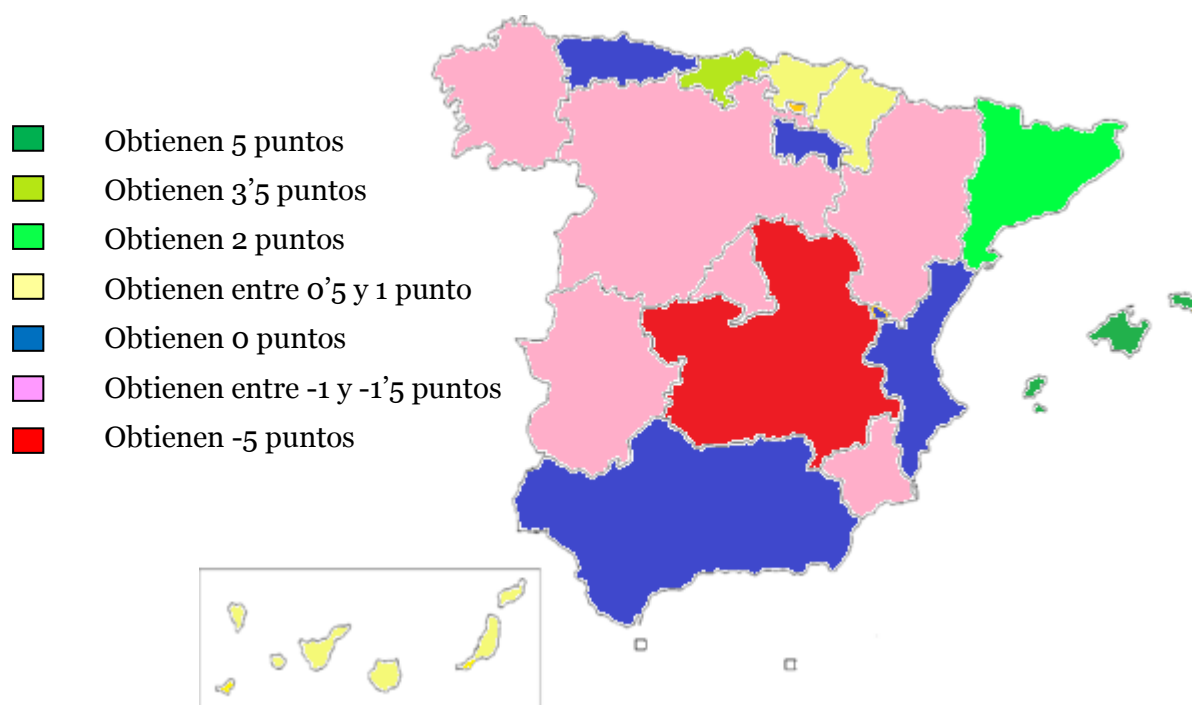 Obtienen 5 puntos
Obtienen 3’5 puntos
Obtienen 2 puntos
Obtienen entre 0’5 y 1 punto
Obtienen 0 puntos
Obtienen entre -1 y -1’5 puntos
Obtienen -5 puntos